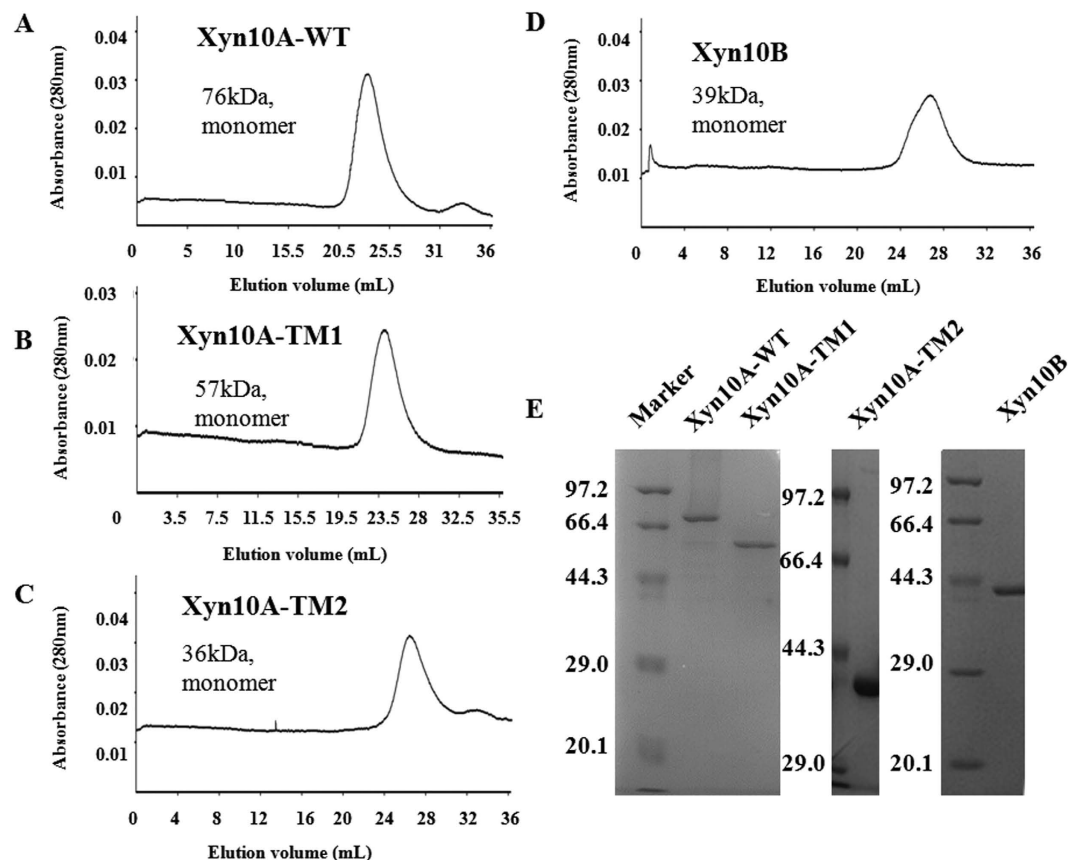 A
Absorbance (280nm)
0.04
0.03
0.02
0.01
Xyn10A-WT
76kDa,
monomer
0 5 10 15.5 20.5 25.5 31 36
Elution volume (mL)
B
Absorbance (280nm)
0.03
0.02
0.01
Xyn10A-TM1
57kDa,
monomer
0 3.5 7.5 11.5 15.5 19.5 23.5 28 32.5 35.5
Elution volume (mL)
C
Absorbance (280nm)
0.04
0.03
0.02
0.01
Xyn10A-TM2
36kDa,
monomer
0 4 8 12 16 20 24 28 32 36
Elution volume (mL)
D
Absorbance (280nm)
0.04
0.03
0.02
0.01
Xyn10B
39kDa,
monomer
0 4 8 12 16 20 24 28 32 36
Elution volume (mL)
E
Marker
Xyn10A-WT
Xyn10A-TM1
Xyn10A-TM2
Xyn10B
97.2
66.4
44.3
29.0
20.1
97.2
66.4
44.3
29.0
97.2
66.4
44.3
29.0
20.1